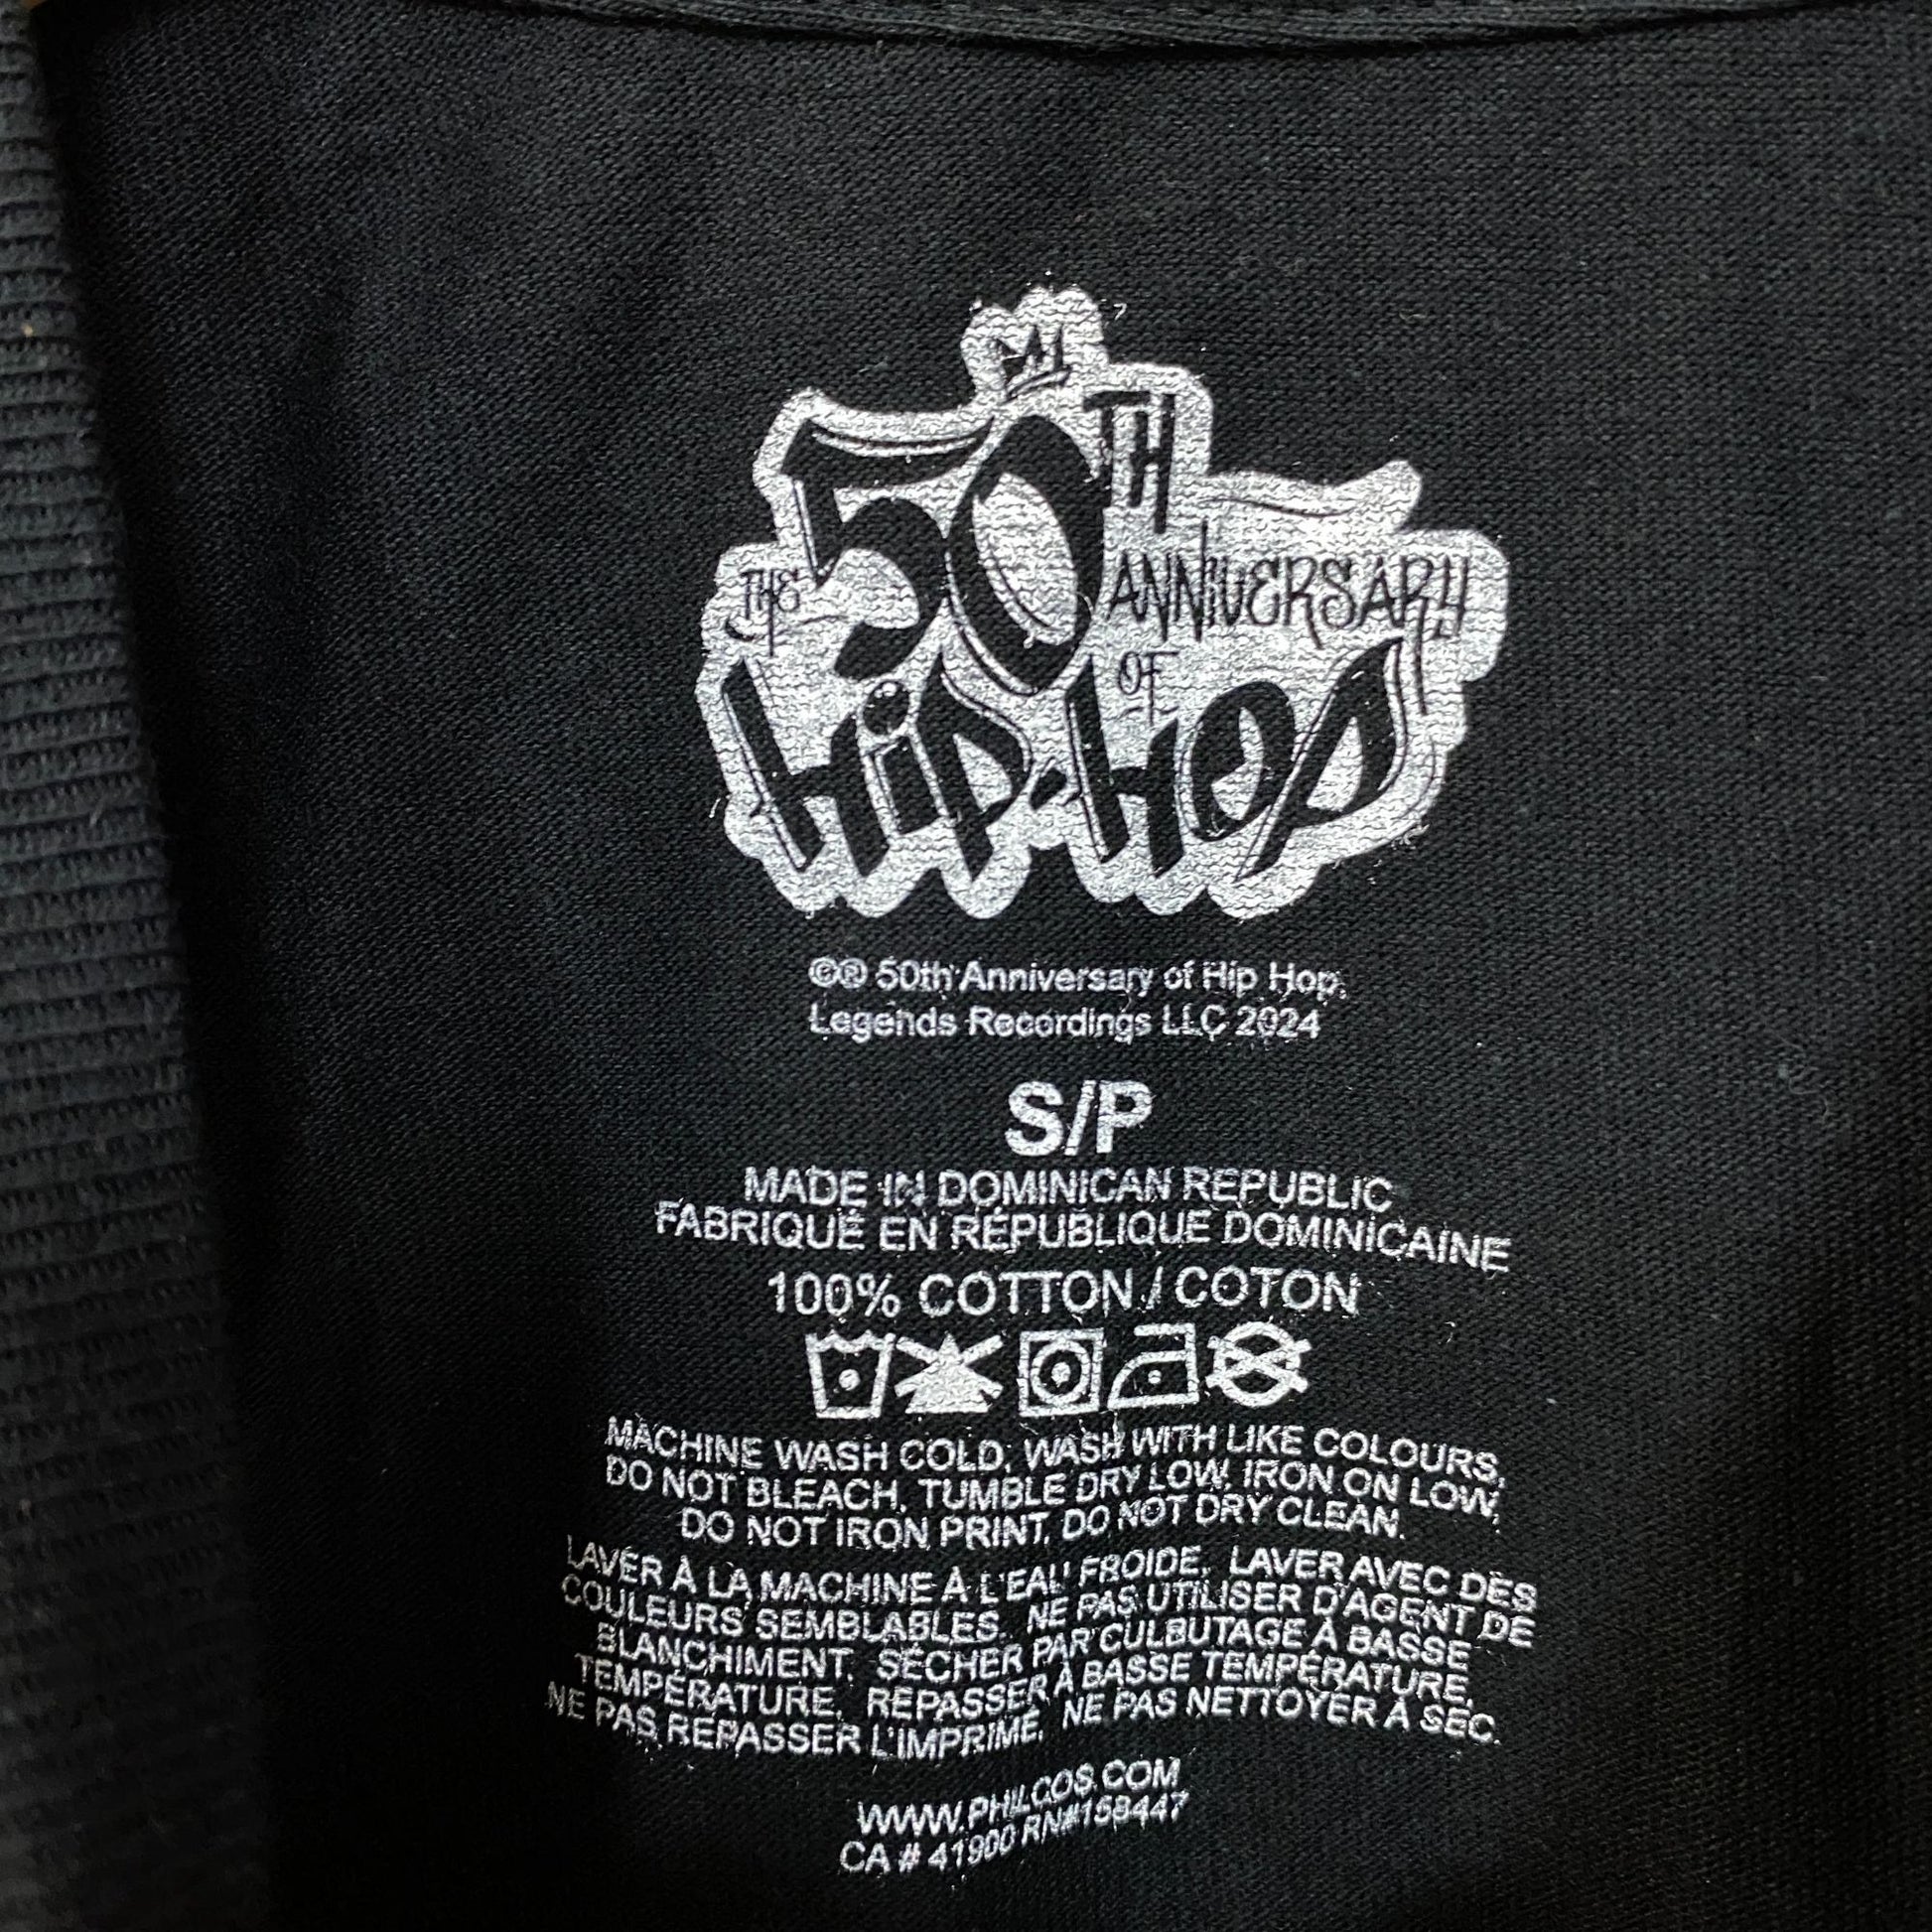 THE 50TH ANNIVERSARY
OF
hip-hop
©® 50th Anniversary of Hip Hop,
Legends Recordings LLC 2024
S/P
MADE IN DOMINICAN REPUBLIC
FABRIQUÉ EN RÉPUBLIQUE DOMINICAINE
100% COTTON / COTON
MACHINE WASH COLD, WASH WITH LIKE COLOURS,
DO NOT BLEACH, TUMBLE DRY LOW, IRON ON LOW,
DO NOT IRON PRINT, DO NOT DRY CLEAN.
LAVER À LA MACHINE À L'EAU FROIDE, LAVER AVEC DES
COULEURS SEMBLABLES. NE PAS UTILISER D'AGENT DE
BLANCHIMENT, SÉCHER PAR CULBUTAGE À BASSE
TEMPÉRATURE, REPASSER À BASSE TEMPÉRATURE,
NE PAS REPASSER L'IMPRIMÉ, NE PAS NETTOYER À SEC.
WWW.PHILCOS.COM
CA # 41900 RN#158447